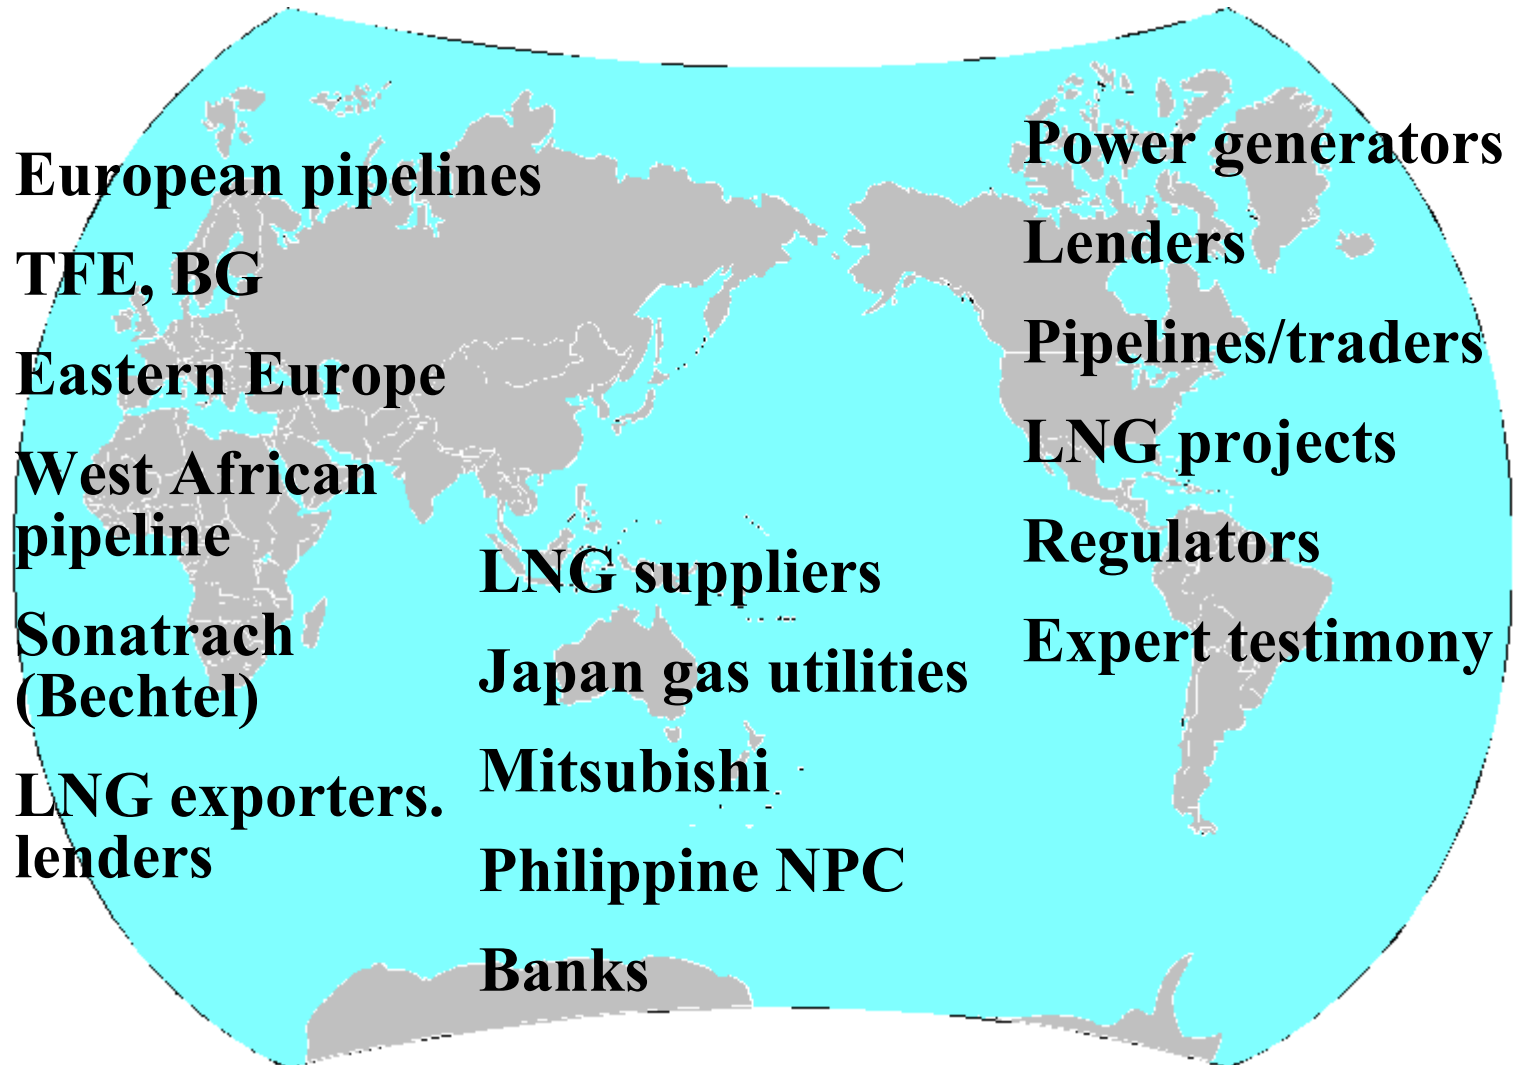 European pipelines
TFE, BG
Eastern Europe
West African
pipeline
Sonatrach
(Bechtel)
LNG exporters.
lenders
LNG suppliers
Japan gas utilities
Mitsubishi
Philippine NPC
Banks
Power generators
Lenders
Pipelines/traders
LNG projects
Regulators
Expert testimony